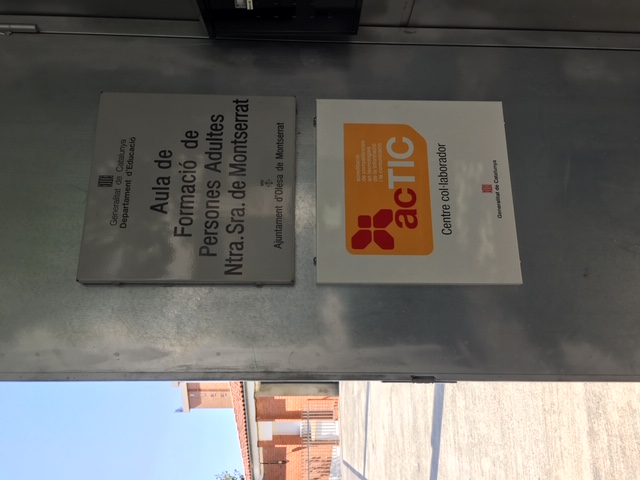 Generalitat de Catalunya
Departament d'Educació
Aula de
Formació de
Persones Adultes
Ntra. Sra. de Montserrat
Ajuntament d'Olesa de Montserrat
acTIC
Centre col·laborador
Generalitat de Catalunya